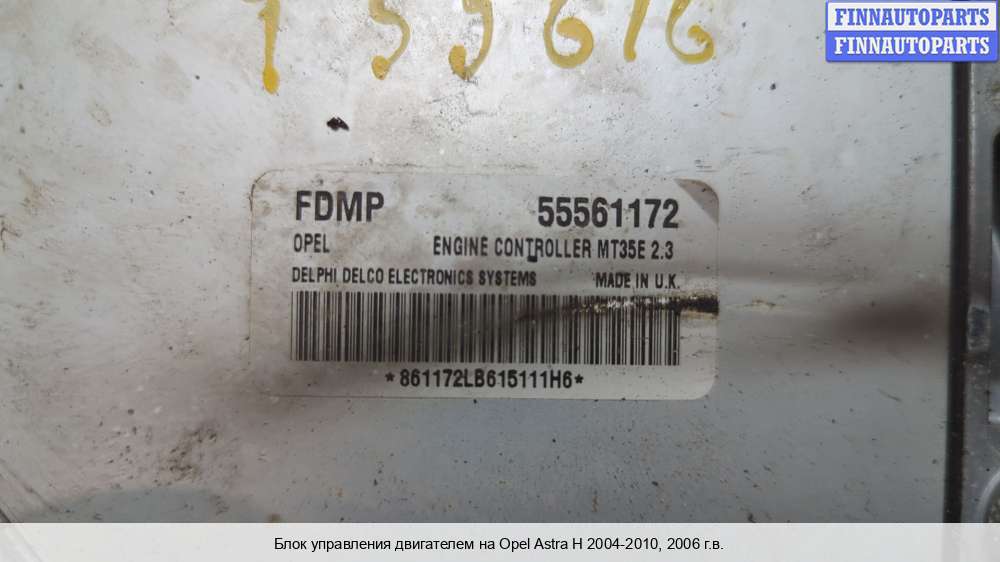 155616
FINNAUTOPARTS
FINNAUTOPARTS
FDMP 55561172
OPEL ENGINE CONTROLLER MT35E 2.3
DELPHI DELCO ELECTRONICS SYSTEMS MADE IN U.K.
*861172LB615111H6*
Блок управления двигателем на Opel Astra H 2004-2010, 2006 г.в.